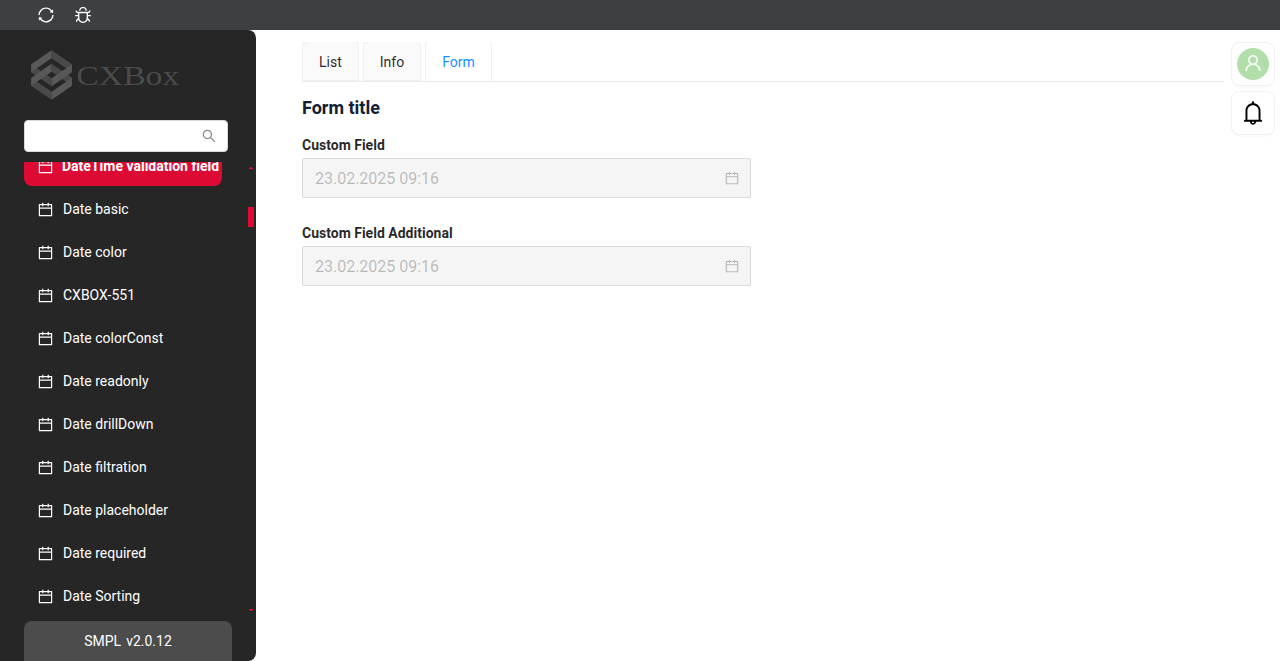 CXBox
DateTime validation field
Date basic
Date color
CXBOX-551
Date colorConst
Date readonly
Date drillDown
Date filtration
Date placeholder
Date required
Date Sorting
SMPL v2.0.12
List Info Form
Form title
Custom Field
23.02.2025 09:16
Custom Field Additional
23.02.2025 09:16